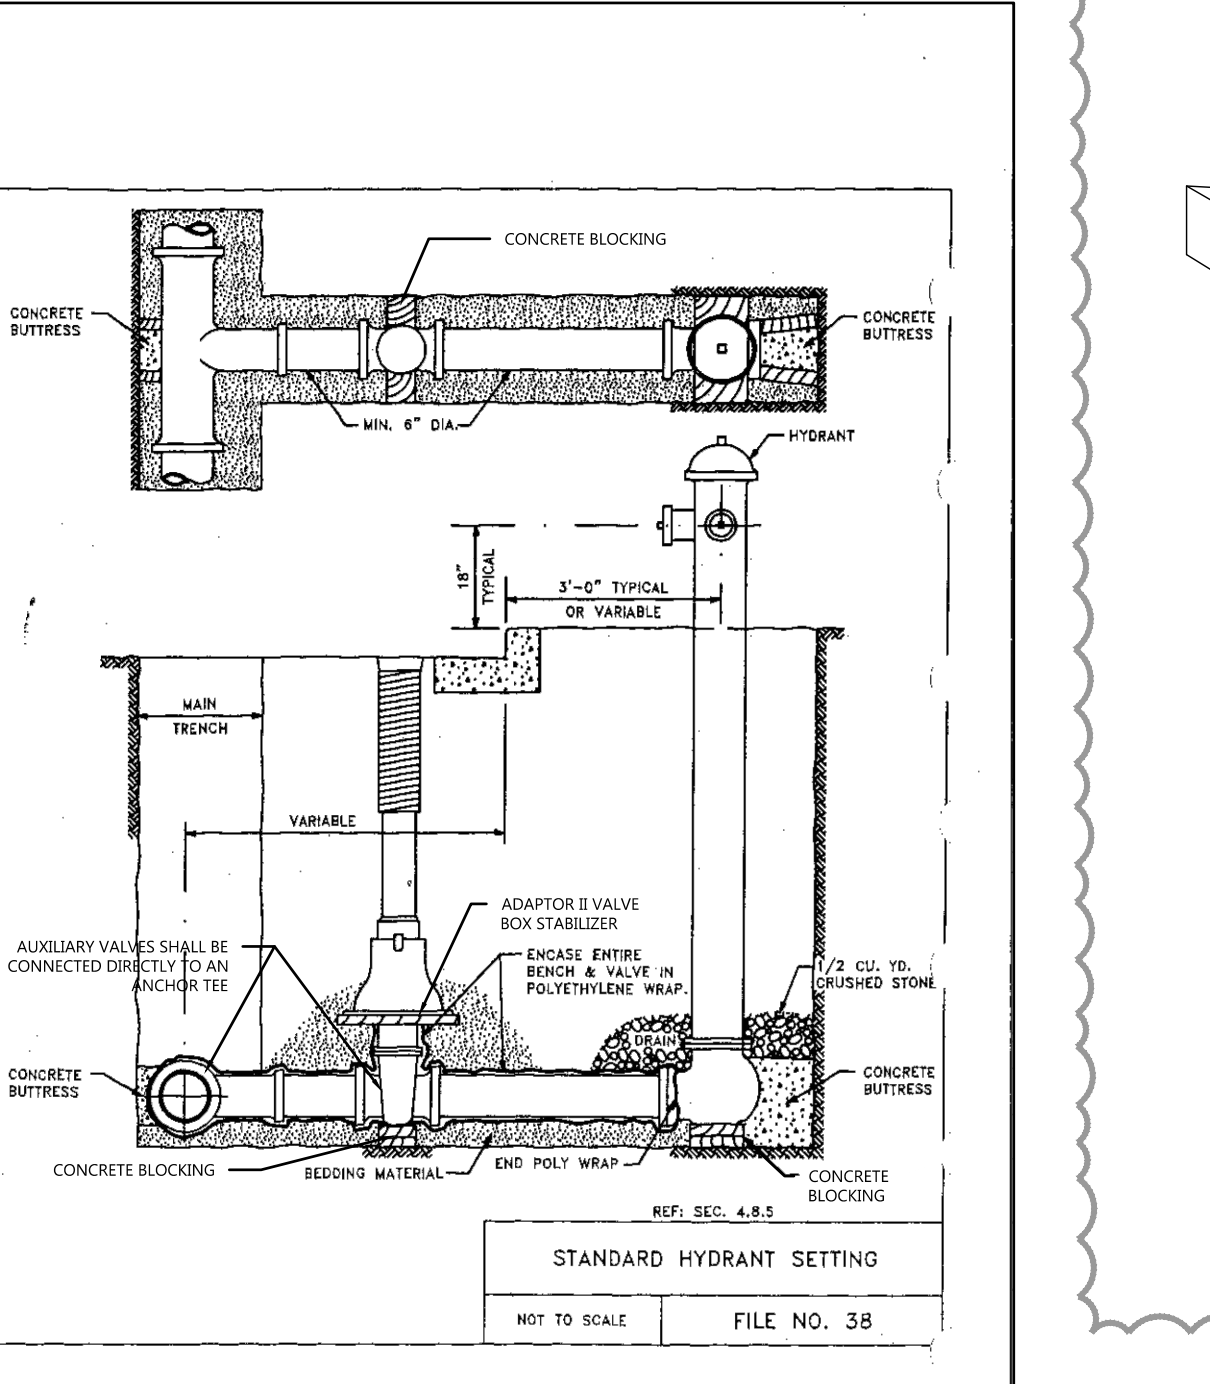 CONCRETE BLOCKING
CONCRETE
BUTTRESS
CONCRETE
BUTTRESS
MIN. 6" DIA.
HYDRANT
18"
TYPICAL
3'-0" TYPICAL
OR VARIABLE
MAIN
TRENCH
VARIABLE
ADAPTOR II VALVE
BOX STABILIZER
AUXILIARY VALVES SHALL BE
CONNECTED DIRECTLY TO AN
ANCHOR TEE
ENCASE ENTIRE
BENCH & VALVE IN
POLYETHYLENE WRAP.
1/2 CU. YD.
CRUSHED STONE
DRAIN
CONCRETE
BUTTRESS
CONCRETE
BUTTRESS
CONCRETE BLOCKING
BEDDING MATERIAL
END POLY WRAP
CONCRETE
BLOCKING
REF: SEC. 4.8.5
STANDARD HYDRANT SETTING
NOT TO SCALE
FILE NO. 38